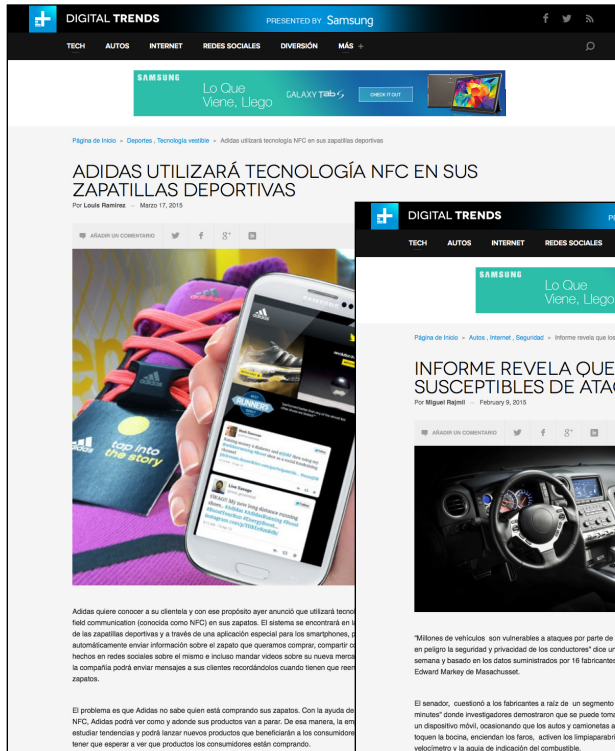 DIGITAL TRENDS
PRESENTED BY Samsung
TECH AUTOS INTERNET REDES SOCIALES DIVERSIÓN MÁS +
SAMSUNG
Lo Que
Viene, Llego
GALAXY Tab S
CHECK IT OUT
Página de Inicio » Deportes , Tecnología vestible » Adidas utilizará tecnología NFC en sus zapatillas deportivas
ADIDAS UTILIZARÁ TECNOLOGÍA NFC EN SUS
ZAPATILLAS DEPORTIVAS
Por Louis Ramirez — Marzo 17, 2015
AÑADIR UN COMENTARIO
adidas
tap into
the story
SAMSUNG
adidas
RUNNERS
Live Savage
SWAG!! My new long distance running
Adidas quiere conocer a su clientela y con ese propósito ayer anunció que utilizará
field communication (conocida como NFC) en sus zapatos. El sistema se encontrará en
de las zapatillas deportivas y a través de una aplicación especial para los smartphones,
automáticamente enviar información sobre el zapato que queramos comprar, compartir
hechos en redes sociales sobre el mismo e incluso mandar videos sobre su nueva
la compañía podrá enviar mensajes a sus clientes recordándolos cuando tienen que
zapatos.
El problema es que Adidas no sabe quien está comprando sus zapatos. Con la ayuda de
NFC, Adidas podrá ver como y adonde sus productos van a parar. De esa manera, la
estudiar tendencias y podrá lanzar nuevos productos que beneficiarán a los
tener que esperar a ver que productos los consumidores están comprando.
DIGITAL TRENDS
TECH AUTOS INTERNET REDES SOCIALES
SAMSUNG
Lo Que
Viene, Llego
Página de Inicio » Autos , Internet , Seguridad » Informe revela que los
INFORME REVELA QUE
SUSCEPTIBLES DE
Por Miguel Rajmil — February 9, 2015
AÑADIR UN COMENTARIO
"Millones de vehículos son vulnerables a ataques por parte de
en peligro la seguridad y privacidad de los conductores" dice
semana y basado en los datos suministrados por 16 fabricantes
Edward Markey de Masachusset.
El senador, cuestionó a los fabricantes a raíz de un segmento
minutes" donde investigadores demostraron que se puede
un dispositivo móvil, ocasionando que los autos y camionetas
toquen la bocina, enciendan los faros, activen los
velocímetro y la aguja de indicación del combustible.